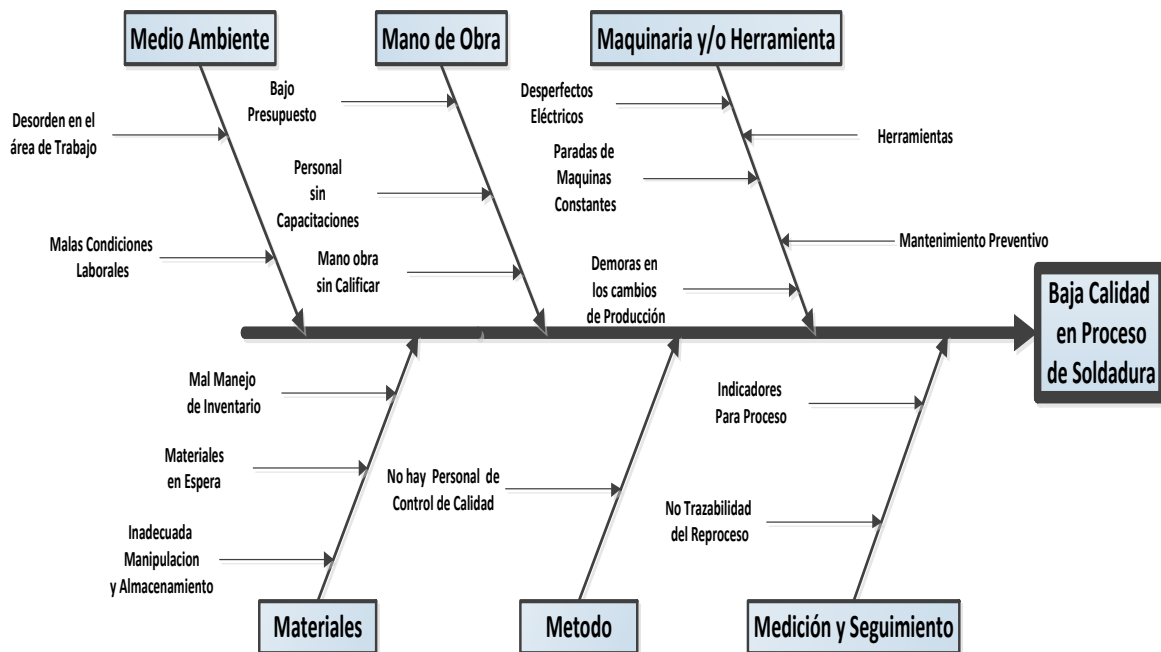 Medio Ambiente
Mano de Obra
Maquinaria y/o Herramienta
Desorden en el
área de Trabajo
Malas Condiciones
Laborales
Bajo
Presupuesto
Personal
sin
Capacitaciones
Mano obra
sin Calificar
Desperfectos
Eléctricos
Paradas de
Maquinas
Constantes
Demoras en
los cambios
de Producción
Herramientas
Mantenimiento Preventivo
Baja Calidad
en Proceso
de Soldadura
Mal Manejo
de Inventario
Materiales
en Espera
Inadecuada
Manipulacion
y Almacenamiento
No hay Personal de
Control de Calidad
Indicadores
Para Proceso
No Trazabilidad
del Reproceso
Materiales
Metodo
Medición y Seguimiento